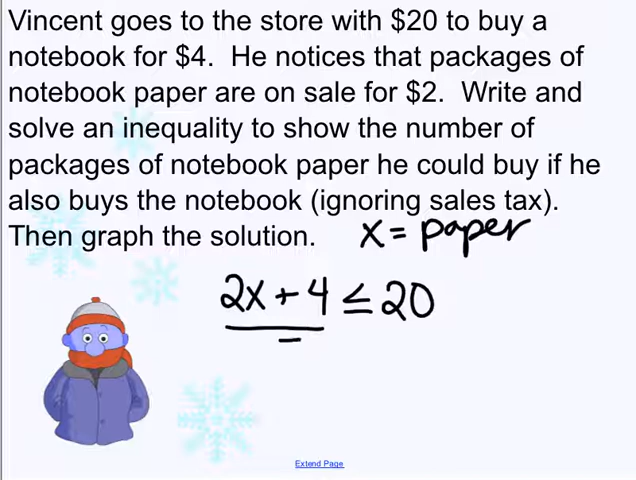 Vincent goes to the store with $20 to buy a
notebook for $4. He notices that packages of
notebook paper are on sale for $2. Write and
solve an inequality to show the number of
packages of notebook paper he could buy if he
also buys the notebook (ignoring sales tax).
Then graph the solution. x = paper
2x + 4 ≤ 20
Extend Page